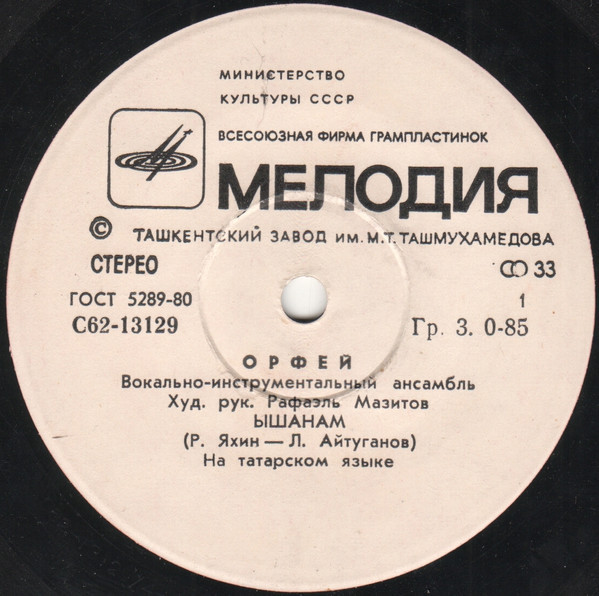 МИНИСТЕРСТВО
КУЛЬТУРЫ СССР
ВСЕСОЮЗНАЯ ФИРМА ГРАМПЛАСТИНОК
МЕЛОДИЯ
© ТАШКЕНТСКИЙ ЗАВОД ИМ. М.Т. ТАШМУХАМЕДОВА
СТЕРЕО 33
ГОСТ 5289-80 1
С62-13129 Гр. 3. 0-85
ОРФЕЙ
Вокально-инструментальный ансамбль
Худ. рук. Рафаэль Мазитов
ЫШАНАМ
(Р. Яхин — Л. Айтуганов)
На татарском языке